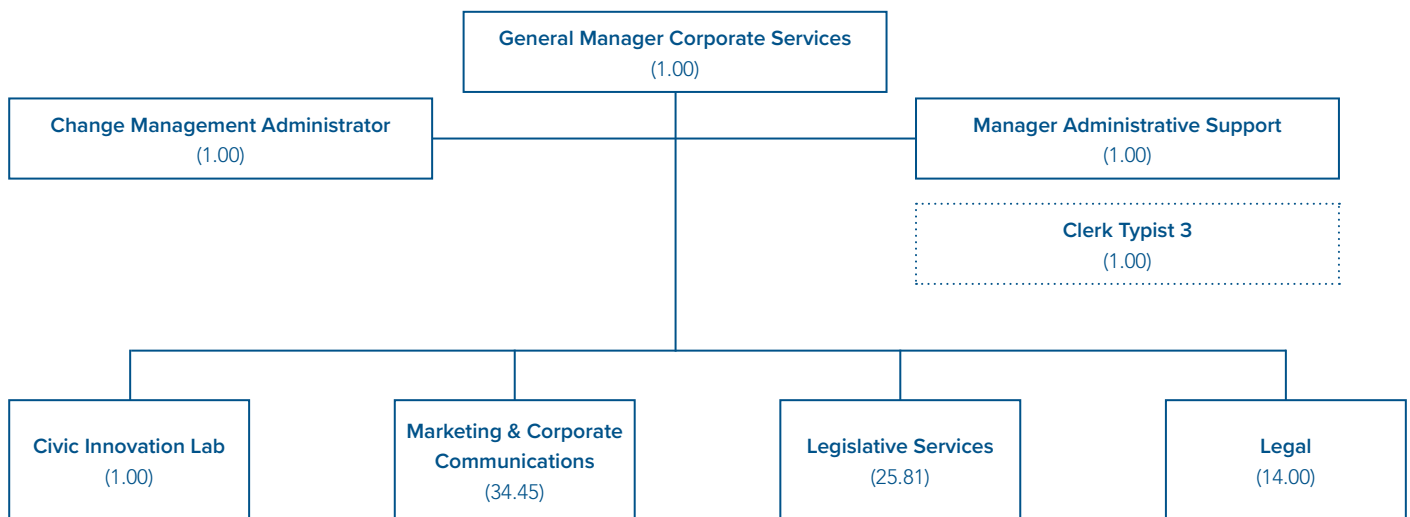 General Manager Corporate Services
(1.00)
Change Management Administrator
(1.00)
Manager Administrative Support
(1.00)
Clerk Typist 3
(1.00)
Civic Innovation Lab
(1.00)
Marketing & Corporate
Communications
(34.45)
Legislative Services
(25.81)
Legal
(14.00)